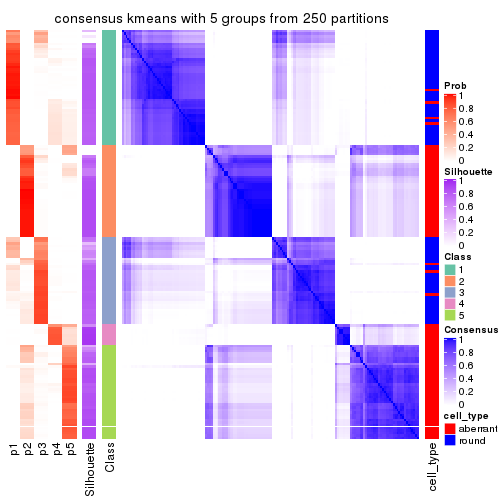 consensus kmeans with 5 groups from 250 partitions
Prob
1
0.8
0.6
0.4
0.2
0
Silhouette
1
0.8
0.6
0.4
0.2
0
Class
1
2
3
4
5
Consensus
1
0.8
0.6
0.4
0.2
0
cell_type
aberrant
round
p1
p2
p3
p4
p5
Silhouette
Class
cell_type